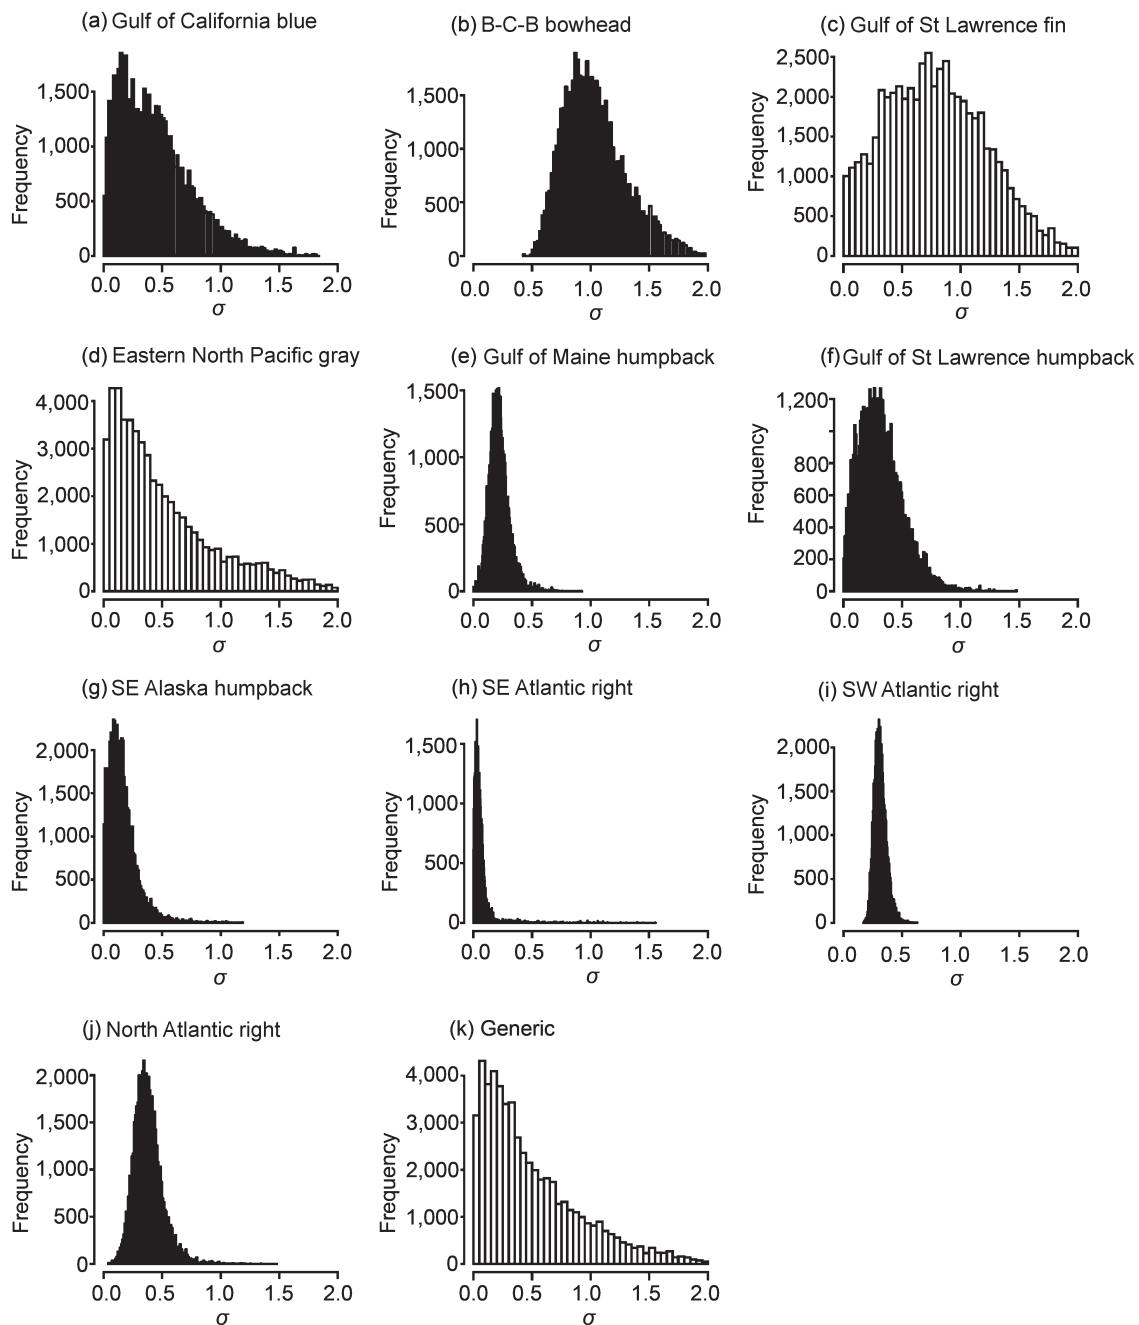 (a) Gulf of California blue
(b) B-C-B bowhead
(c) Gulf of St Lawrence fin
Frequency
1,500
1,000
500
0
0.0 0.5 1.0 1.5 2.0
σ
Frequency
1,500
1,000
500
0
0.0 0.5 1.0 1.5 2.0
σ
Frequency
2,500
2,000
1,500
1,000
500
0
0.0 0.5 1.0 1.5 2.0
σ
(d) Eastern North Pacific gray
(e) Gulf of Maine humpback
(f) Gulf of St Lawrence humpback
Frequency
4,000
3,000
2,000
1,000
0
0.0 0.5 1.0 1.5 2.0
σ
Frequency
1,500
1,000
500
0
0.0 0.5 1.0 1.5 2.0
σ
Frequency
1,200
800
600
400
200
0
0.0 0.5 1.0 1.5 2.0
σ
(g) SE Alaska humpback
(h) SE Atlantic right
(i) SW Atlantic right
Frequency
2,000
1,500
1,000
500
0
0.0 0.5 1.0 1.5 2.0
σ
Frequency
1,500
1,000
500
0
0.0 0.5 1.0 1.5 2.0
σ
Frequency
2,000
1,500
1,000
500
0
0.0 0.5 1.0 1.5 2.0
σ
(j) North Atlantic right
(k) Generic
Frequency
2,000
1,500
1,000
500
0
0.0 0.5 1.0 1.5 2.0
σ
Frequency
4,000
3,000
2,000
1,000
0
0.0 0.5 1.0 1.5 2.0
σ